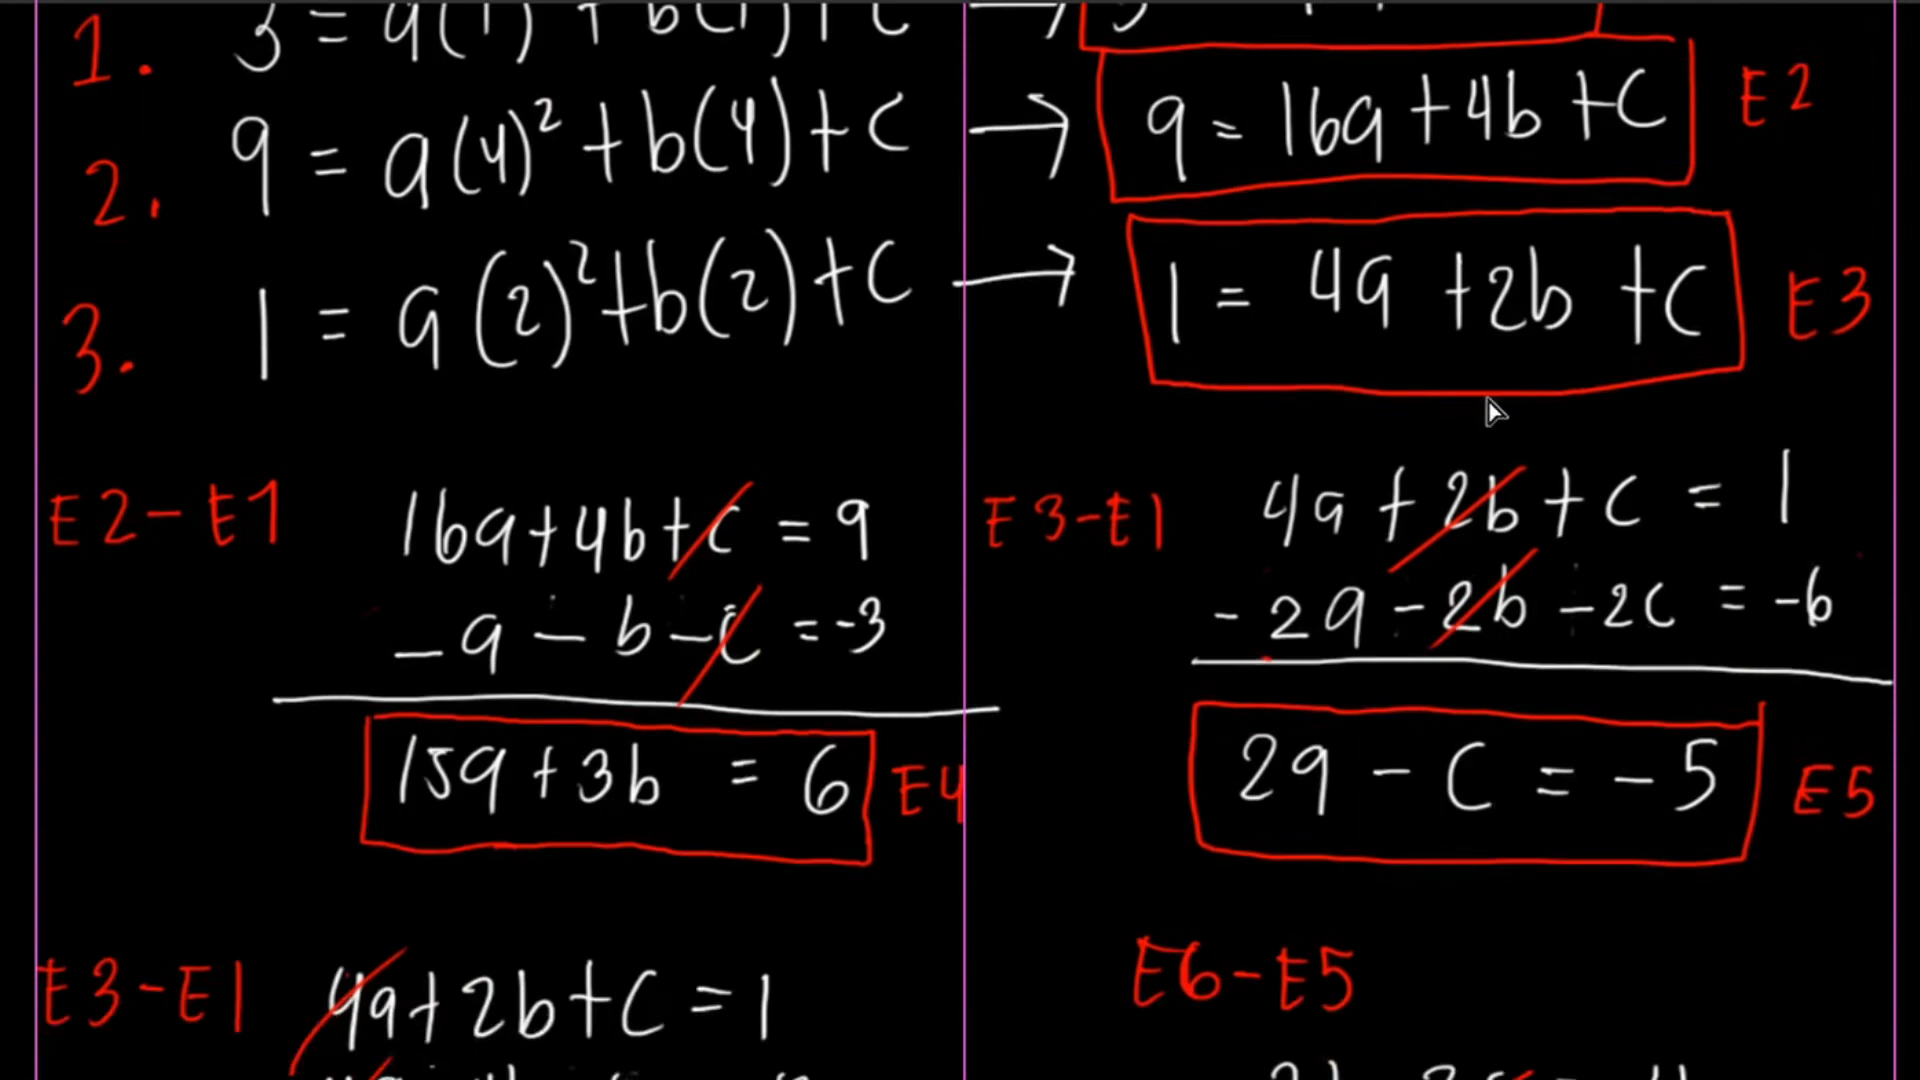 1. 3 = a(1) + b(1) + C →
2. 9 = a(4)² + b(4) + C → 9 = 16a + 4b + C E2
3. 1 = a(2)² + b(2) + C → 1 = 4a + 2b + C E3
E2-E1
16a + 4b + C = 9
- a - b - C = -3
15a + 3b = 6 E4
E3-E1
4a + 2b + C = 1
- 2a - 2b - 2C = -6
2a - C = -5 E5
E3-E1
4a + 2b + C = 1
E6-E5